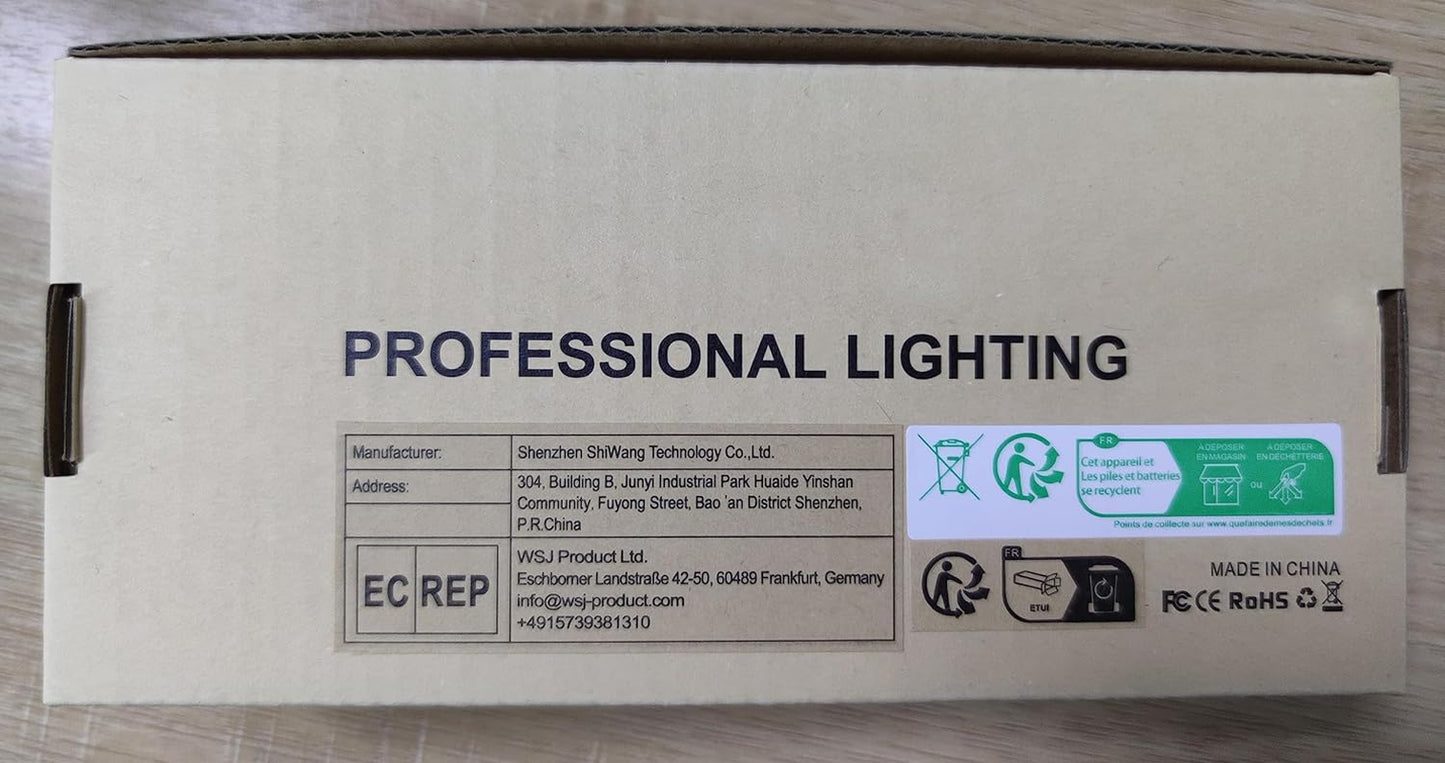 PROFESSIONAL LIGHTING
Manufacturer:
Shenzhen ShiWang Technology Co.,Ltd.
Address:
304, Building B, Junyi Industrial Park Huaide Yinshan
Community, Fuyong Street, Bao 'an District Shenzhen,
P.R.China
EC REP
WSJ Product Ltd.
Eschborner Landstraße 42-50, 60489 Frankfurt, Germany
info@wsj-product.com
+4915739381310
FR
Cet appareil et
Les piles et batteries
se recyclent
À DÉPOSER
EN MAGASIN
ou
À DÉPOSER
EN DÉCHÈTTERIE
Points de collecte sur www.quefairedemesdechets.fr
FR
ETUI
MADE IN CHINA
FC CE RoHS